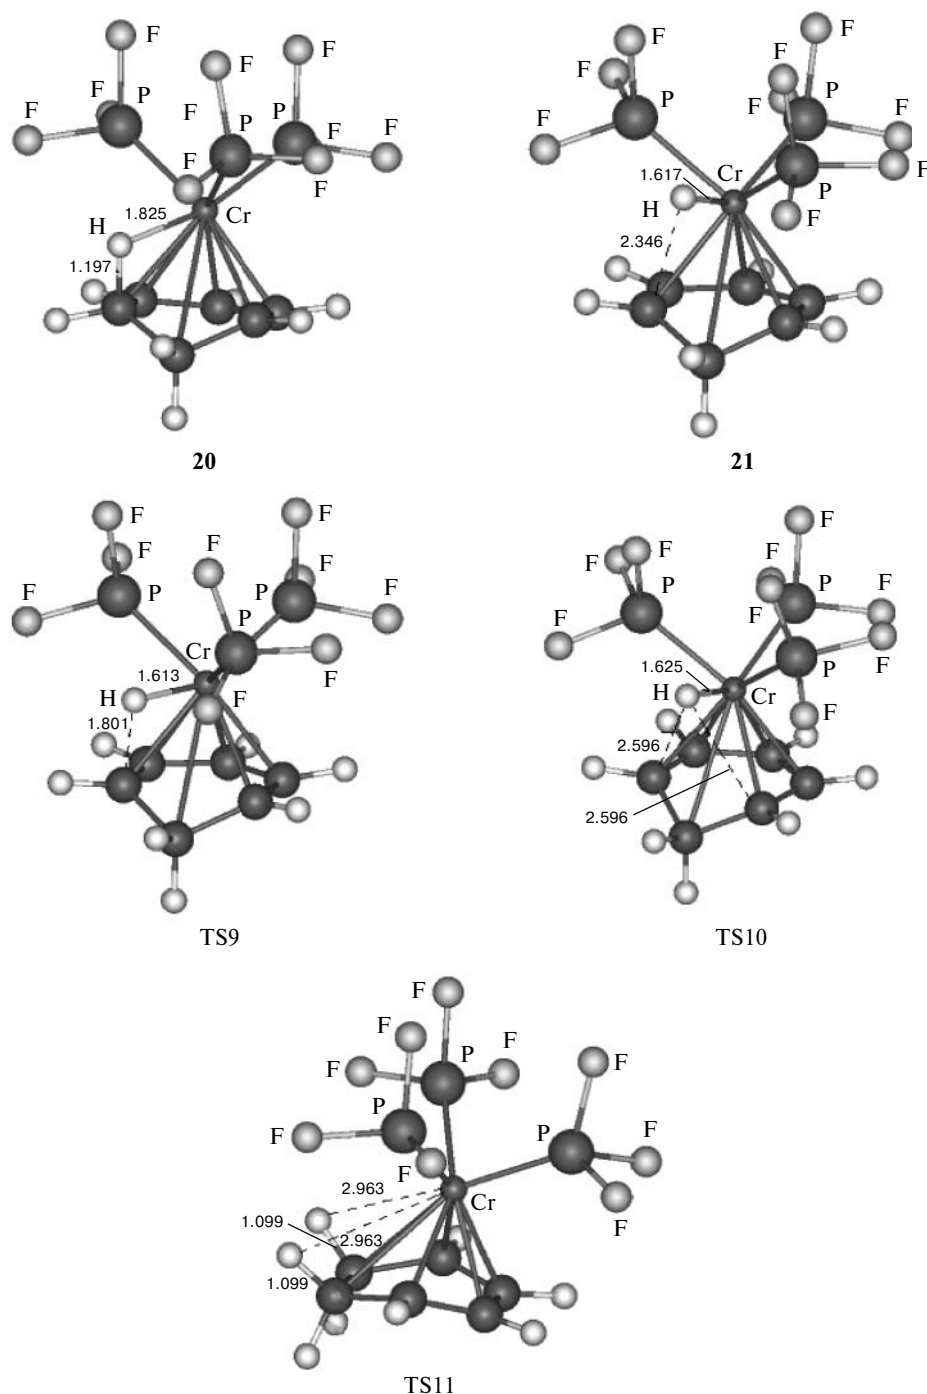 F F F
F P F P F F
F P F
F F
Cr
H 1.825
1.197
20
F F F
F P F P F
Cr F
1.617 P
H F
2.346
21
F F F
F F
F P P F
P
Cr F
1.613
H F
1.801
TS9
F F F F
P F P F
F F
1.625
H Cr F
2.596
2.596
TS10
F
F F
F P F
P
F P F
F
2.963 Cr F
1.099 2.963
1.099
TS11